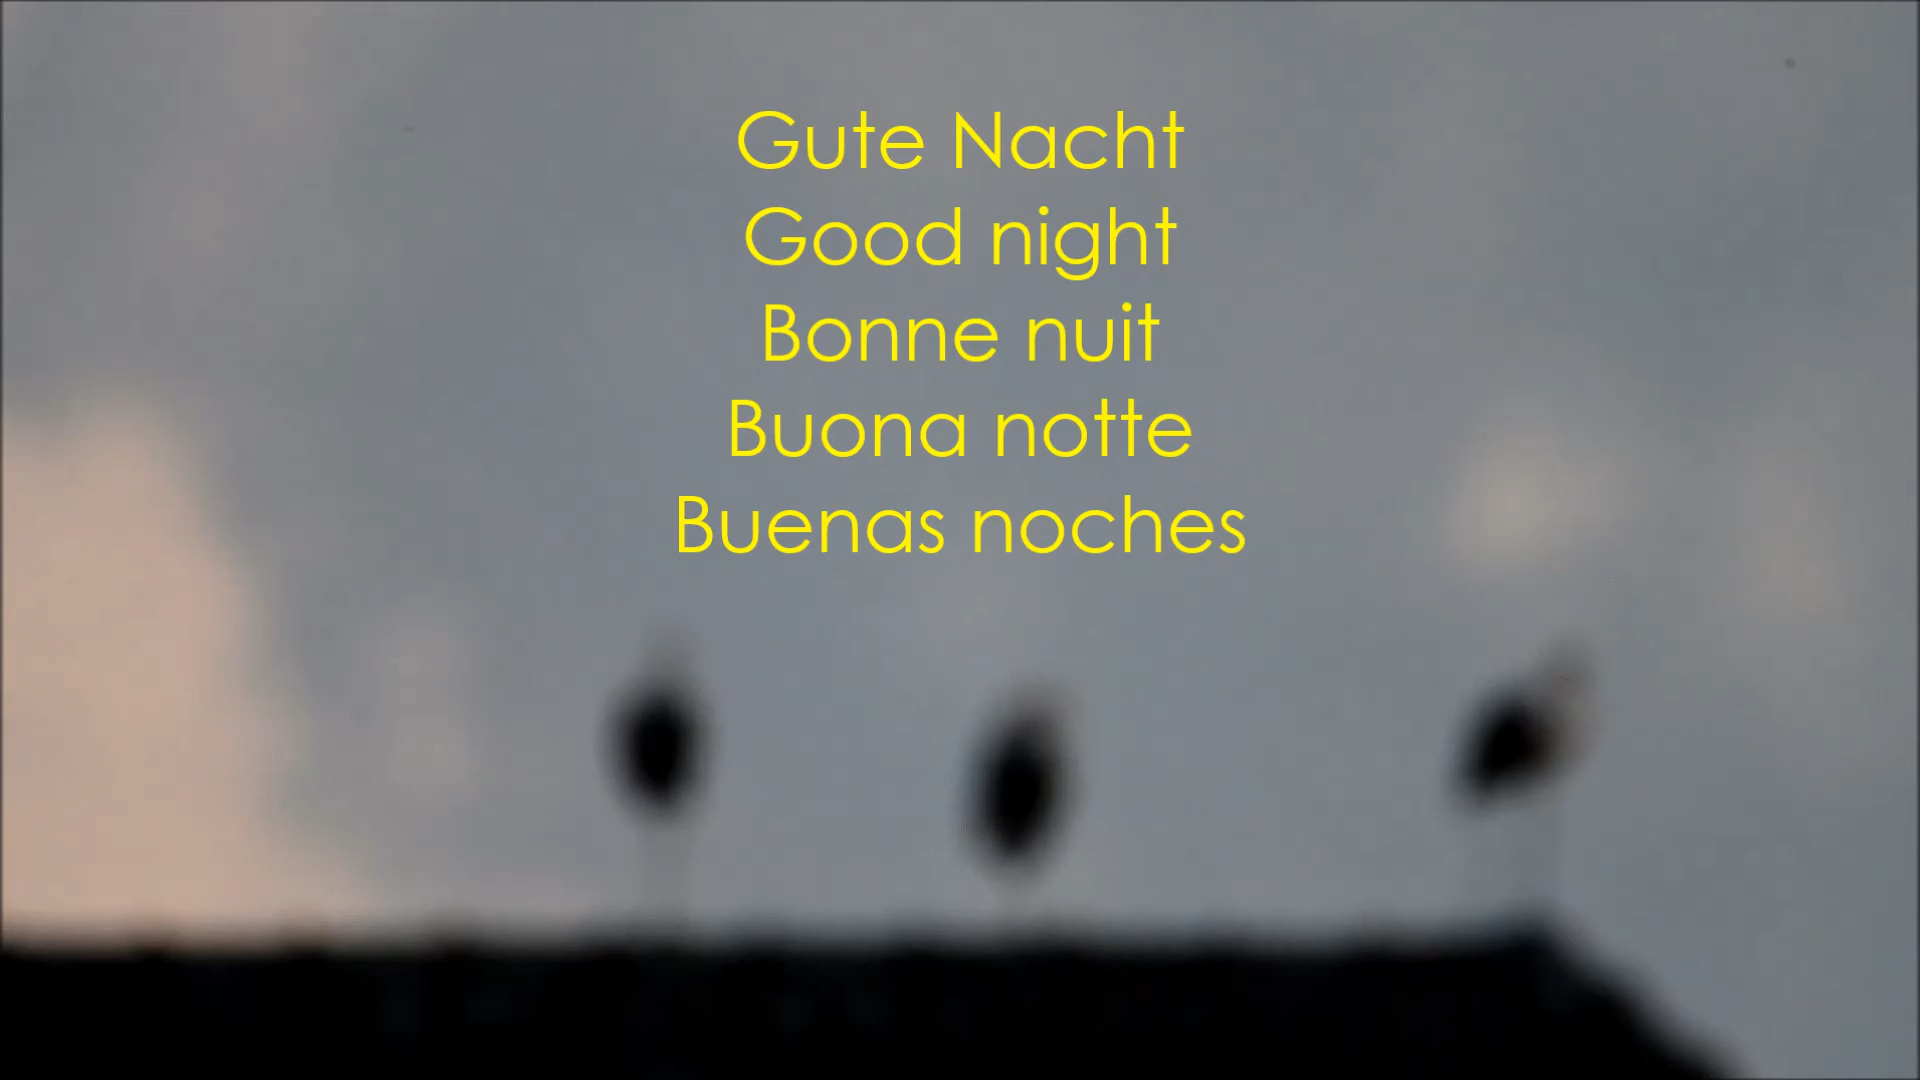 Gute Nacht
Good night
Bonne nuit
Buona notte
Buenas noches